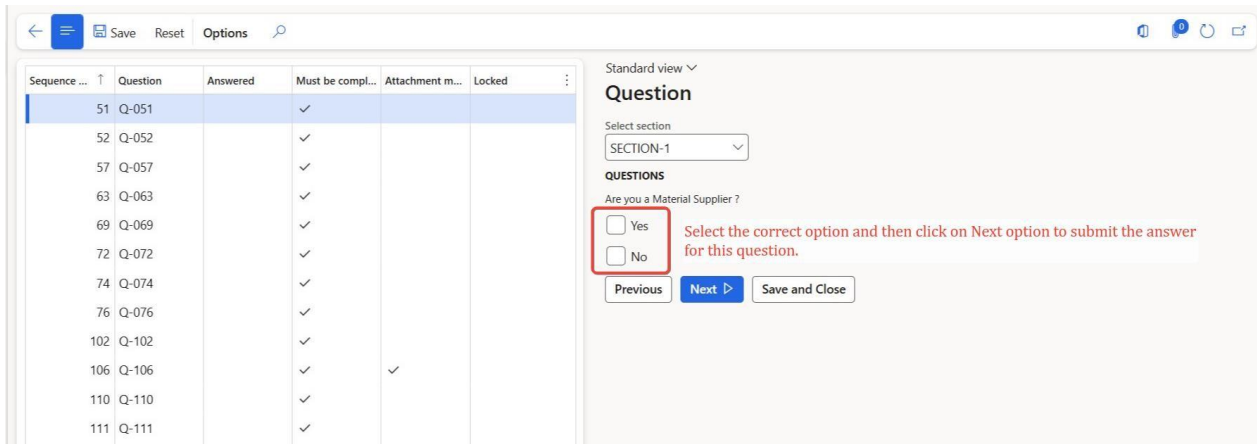 Save Reset Options 0
Standard view
Question
Select section
SECTION-1
QUESTIONS
Are you a Material Supplier ?
Yes
No
Select the correct option and then click on Next option to submit the answer
for this question.
Previous Next Save and Close
Sequence ... Question Answered Must be compl... Attachment m... Locked
51 Q-051
52 Q-052
57 Q-057
63 Q-063
69 Q-069
72 Q-072
74 Q-074
76 Q-076
102 Q-102
106 Q-106
110 Q-110
111 Q-111